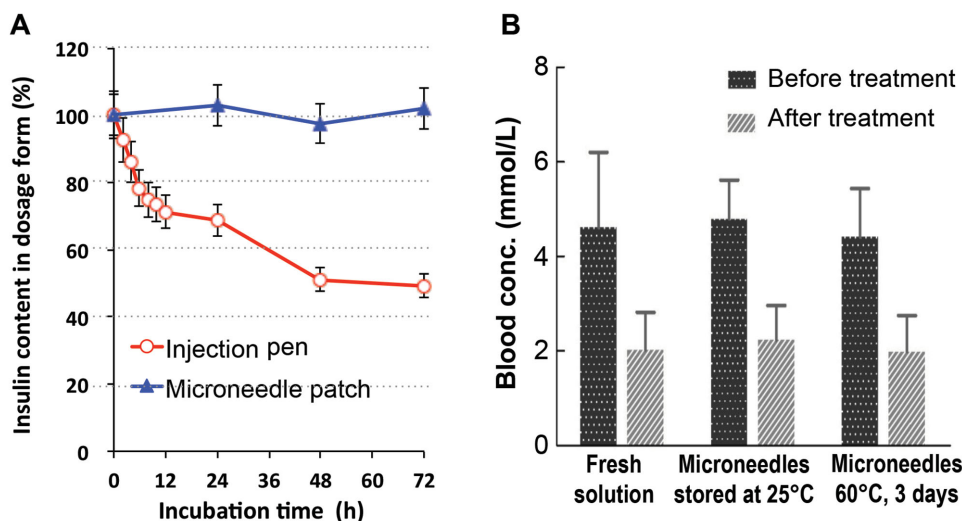 A
Insulin content in dosage form (%)
120
100
80
60
40
20
0
Injection pen
Microneedle patch
0 12 24 36 48 60 72
Incubation time (h)
B
Blood conc. (mmol/L)
8
6
4
2
0
Before treatment
After treatment
Fresh
solution
Microneedles
stored at 25°C
Microneedles
60°C, 3 days